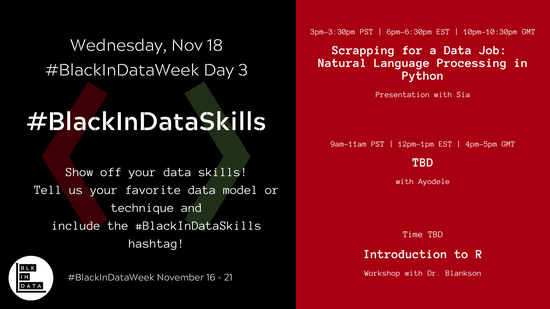 Wednesday, Nov 18
#BlackInDataWeek Day 3
#BlackInDataSkills
Show off your data skills!
Tell us your favorite data model or
technique and
include the #BlackInDataSkills
hashtag!
BLK
IN
DATA
#BlackInDataWeek November 16 - 21
3pm-3:30pm PST | 6pm-6:30pm EST | 10pm-10:30pm GMT
Scrapping for a Data Job:
Natural Language Processing in
Python
Presentation with Sia
9am-11am PST | 12pm-1pm EST | 4pm-5pm GMT
TBD
with Ayodele
Time TBD
Introduction to R
Workshop with Dr. Blankson